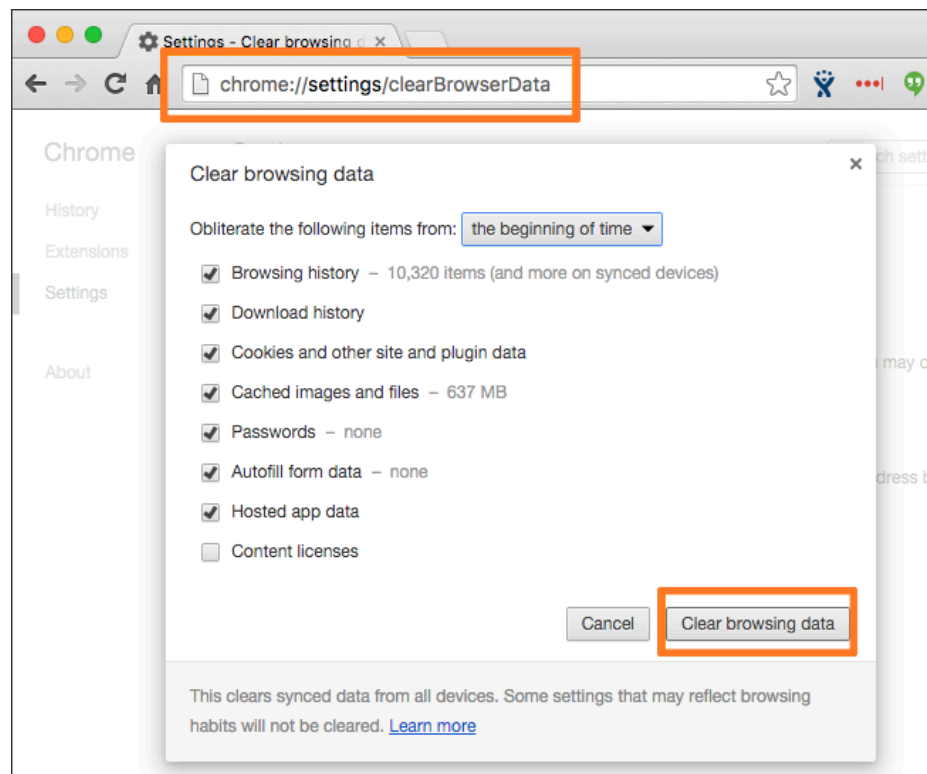 Settings - Clear browsing d
chrome://settings/clearBrowserData
Chrome
History
Extensions
Settings
About
Clear browsing data
Obliterate the following items from: the beginning of time
Browsing history – 10,320 items (and more on synced devices)
Download history
Cookies and other site and plugin data
Cached images and files – 637 MB
Passwords – none
Autofill form data – none
Hosted app data
Content licenses
Cancel
Clear browsing data
This clears synced data from all devices. Some settings that may reflect browsing
habits will not be cleared. Learn more
ch sett
may o
dress b